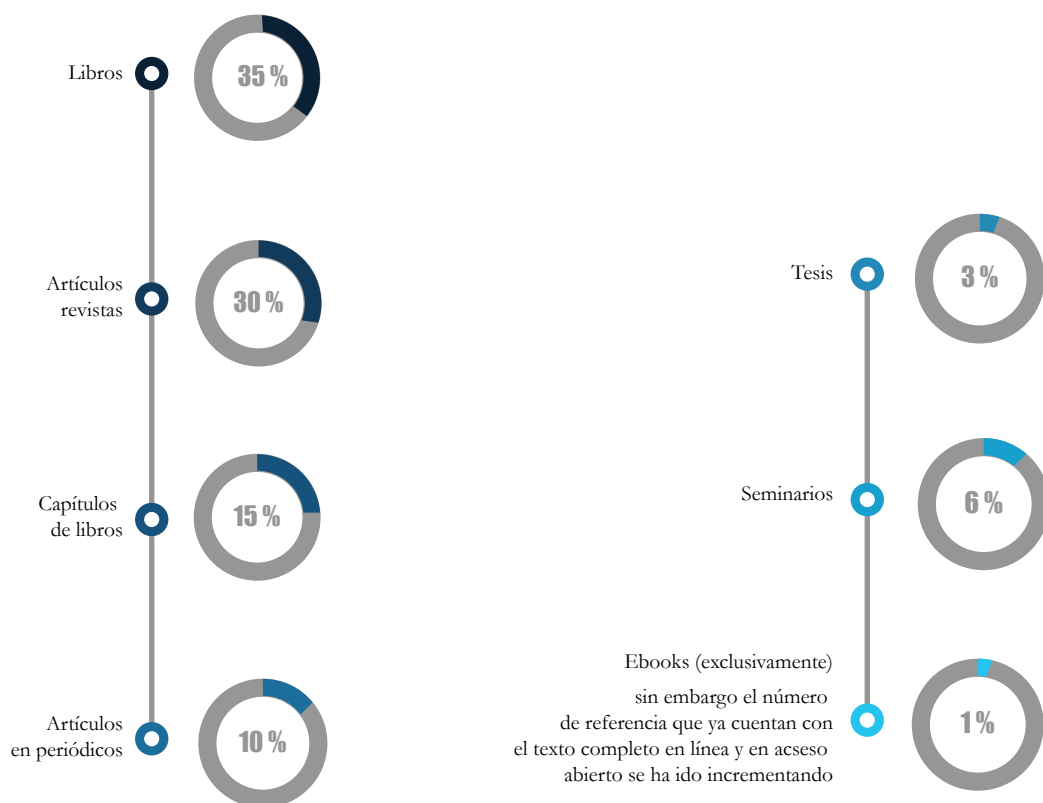 Libros
35 %
Artículos
revistas
30 %
Capítulos
de libros
15 %
Artículos
en periódicos
10 %
Tesis
3 %
Seminarios
6 %
Ebooks (exclusivamente)
sin embargo el número
de referencia que ya cuentan con
el texto completo en línea y en acseso
abierto se ha ido incrementando
1 %